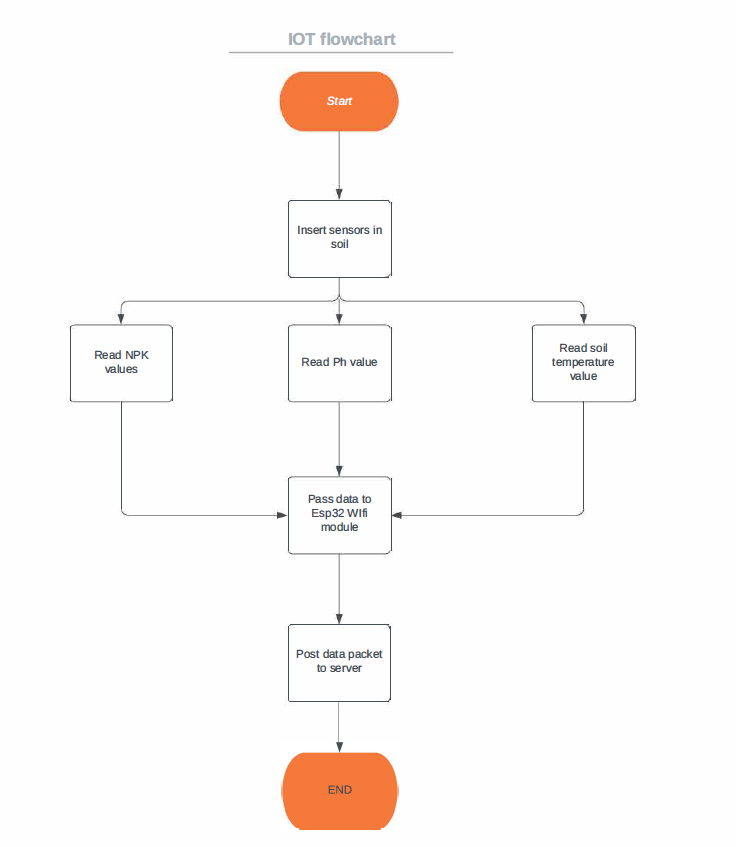 IOT flowchart
Start
Insert sensors in
soil
Read NPK
values
Read Ph value
Read soil
temperature
value
Pass data to
Esp32 WIfi
module
Post data packet
to server
END